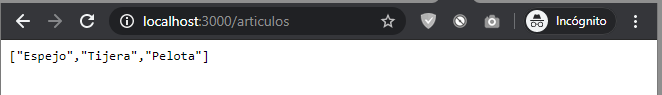 localhost:3000/articulos
Incógnito
["Espejo","Tijera","Pelota"]